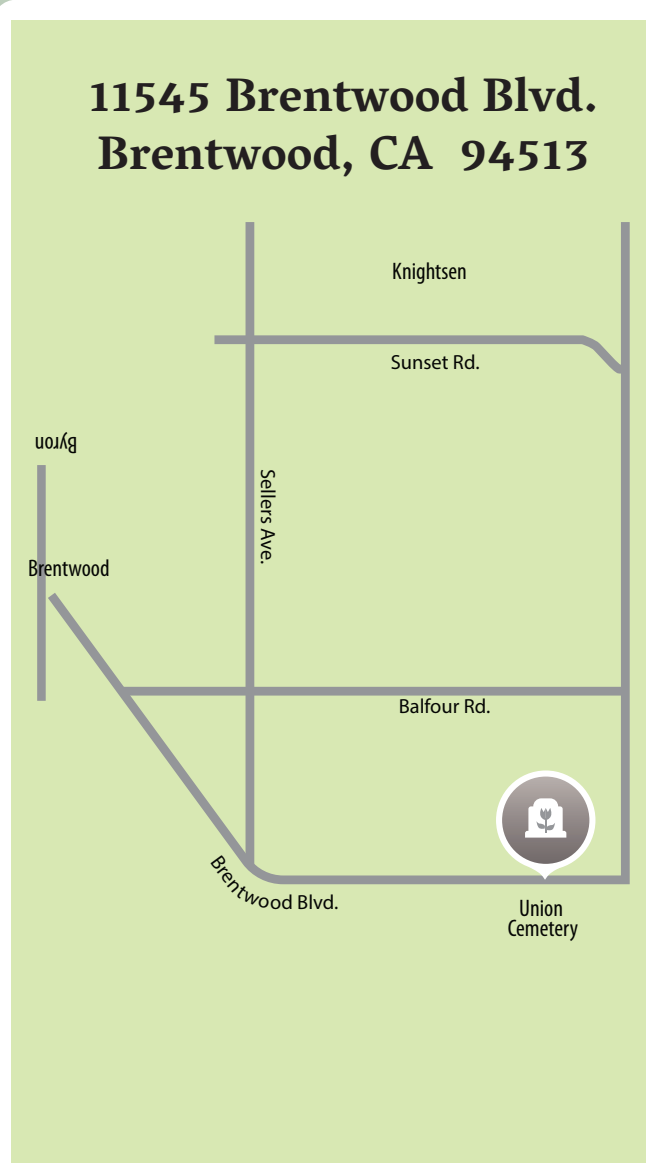 11545 Brentwood Blvd.
Brentwood, CA 94513
Knightsen
Sunset Rd.
Byron
Sellers Ave.
Brentwood
Balfour Rd.
Brentwood Blvd.
Union
Cemetery